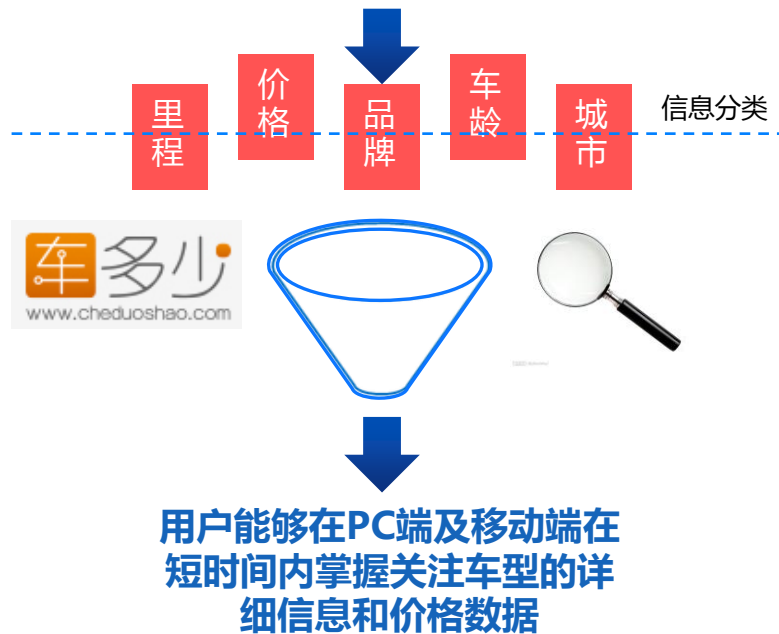 里程
价格
品牌
车龄
城市
信息分类
车多少
www.cheduoshao.com
用户能够在PC端及移动端在
短时间内掌握关注车型的详
细信息和价格数据